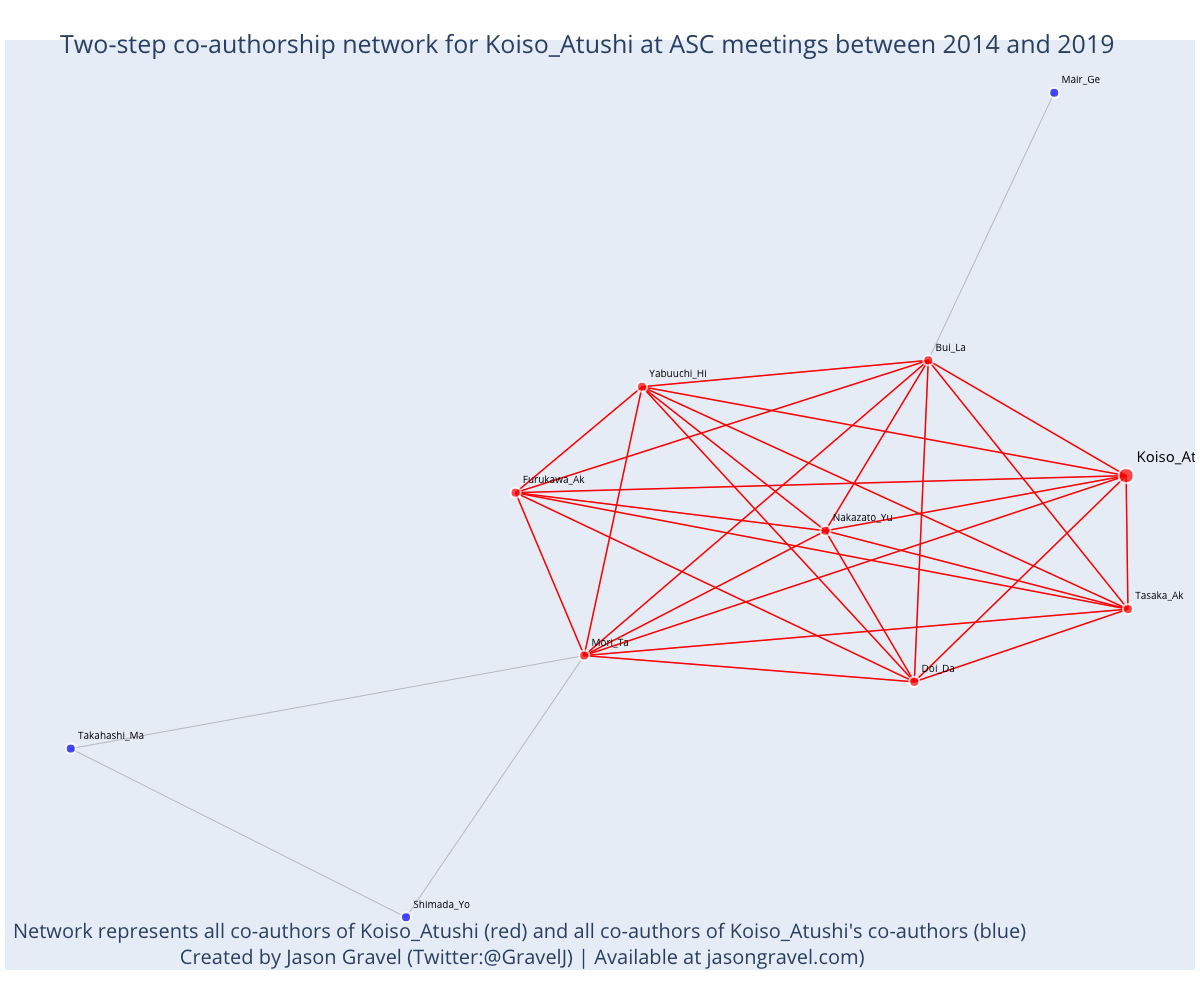 Two-step co-authorship network for Koiso_Atushi at ASC meetings between 2014 and 2019
Mair_Ge
Bui_La
Yabuuchi_Hi
Koiso_At
Furukawa_Ak
Nakazato_Yu
Tasaka_Ak
Mori_Ta
Doi_Da
Takahashi_Ma
Shimada_Yo
Network represents all co-authors of Koiso_Atushi (red) and all co-authors of Koiso_Atushi's co-authors (blue)
Created by Jason Gravel (Twitter:@GravelJ) | Available at jasongravel.com)